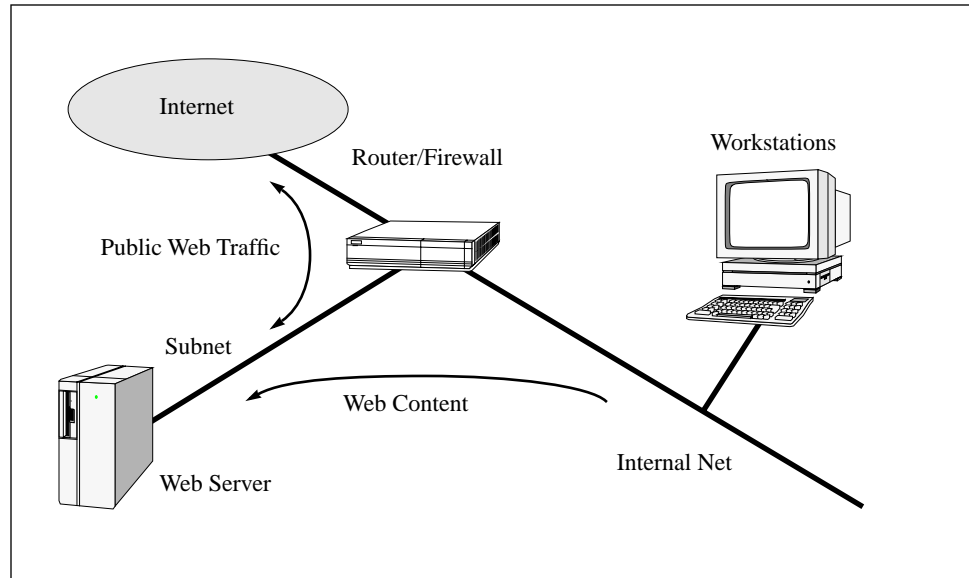 Internet
Router/Firewall
Workstations
Public Web Traffic
Subnet
Web Content
Internal Net
Web Server